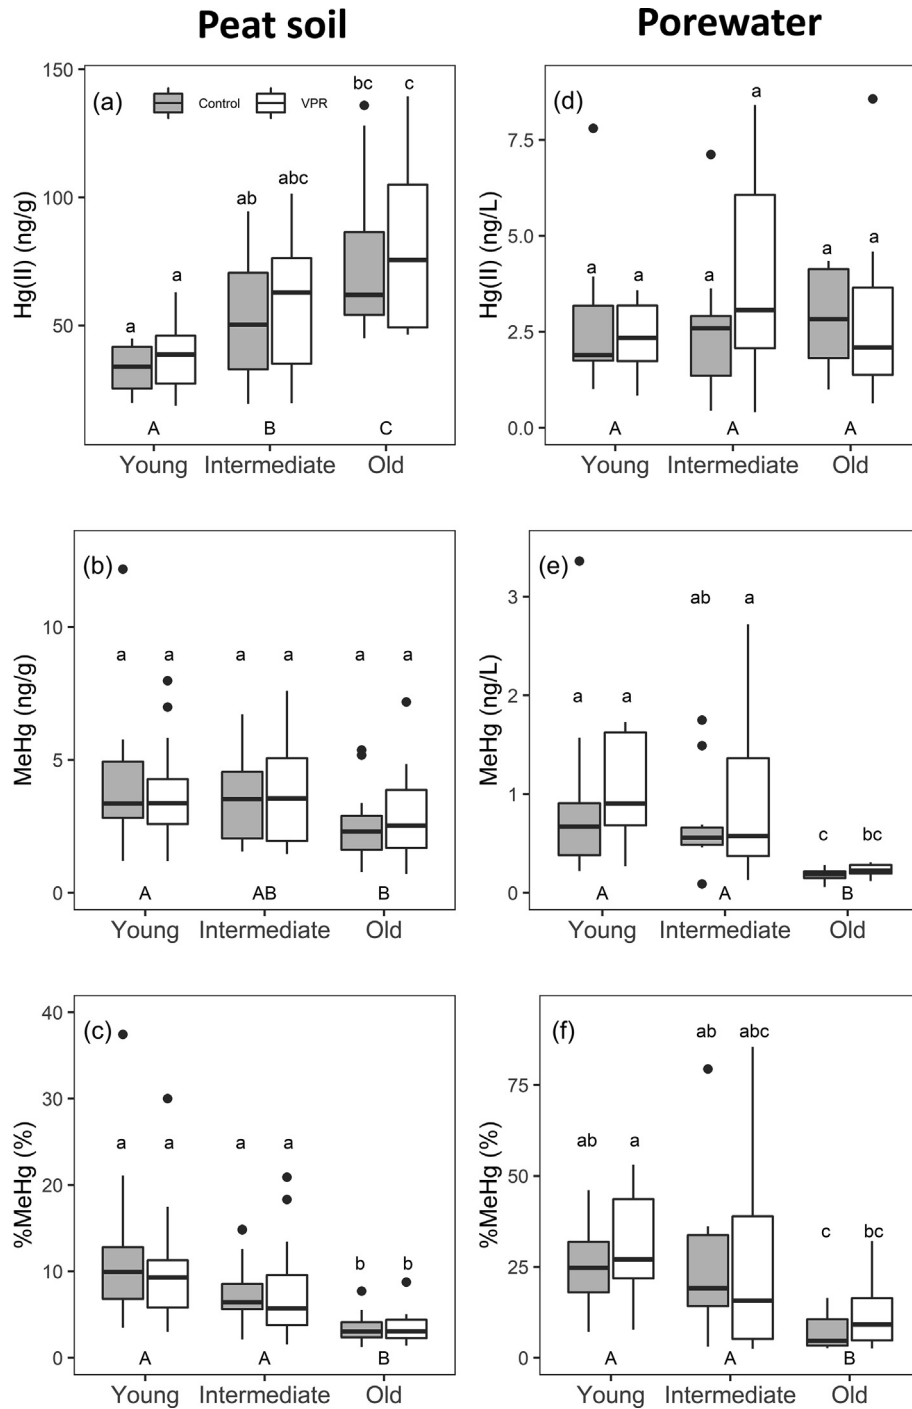 Peat soil
Porewater
(a)
Control
VPR
Hg(II) (ng/g)
150
100
50
a
a
ab
abc
bc
c
A
B
C
Young
Intermediate
Old
(d)
Hg(II) (ng/L)
7.5
5.0
2.5
0.0
a
a
a
a
a
a
A
A
A
Young
Intermediate
Old
(b)
MeHg (ng/g)
10
5
0
a
a
a
a
a
a
A
AB
B
Young
Intermediate
Old
(e)
MeHg (ng/L)
3
2
1
0
a
a
ab
a
c
bc
A
A
B
Young
Intermediate
Old
(c)
%MeHg (%)
40
30
20
10
0
a
a
a
a
b
b
A
A
B
Young
Intermediate
Old
(f)
%MeHg (%)
75
50
25
0
ab
a
ab
abc
c
bc
A
A
B
Young
Intermediate
Old